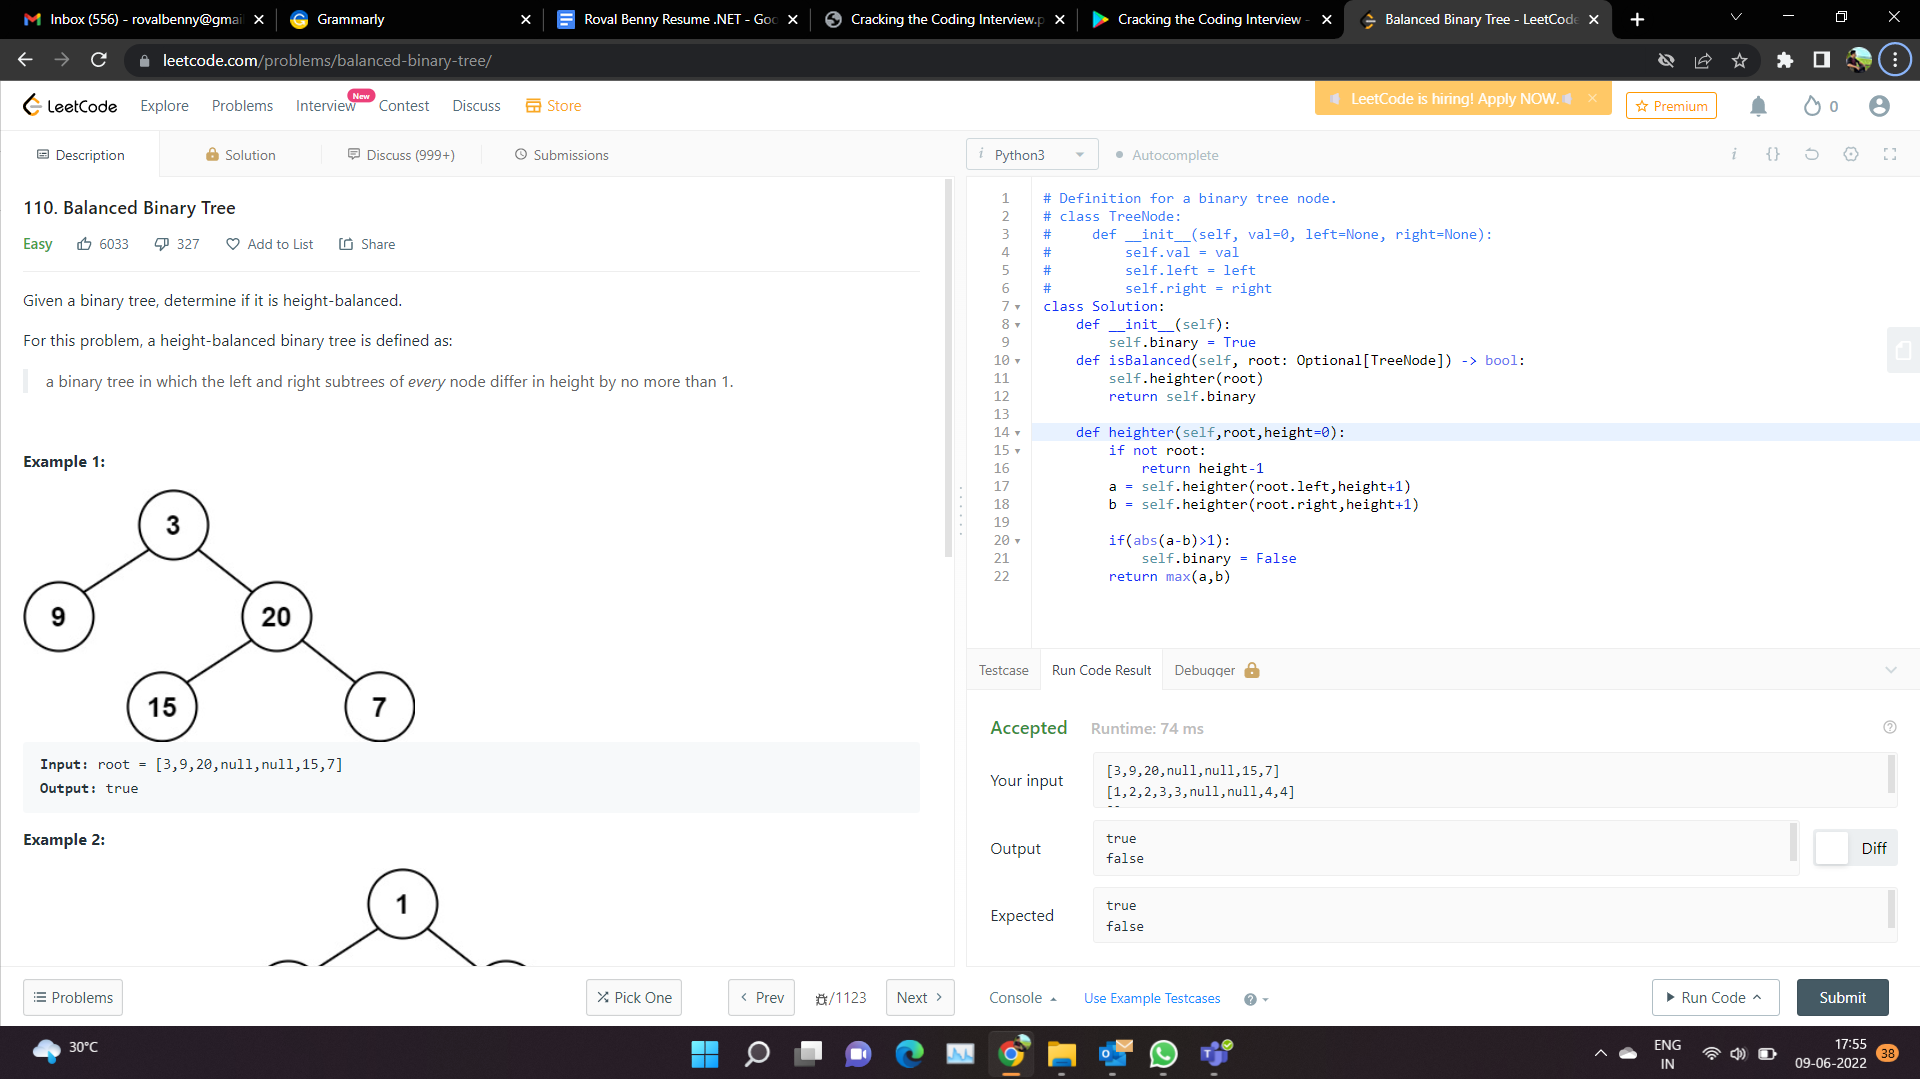 Inbox (556) - rovalbenny@gmai
Grammarly
Roval Benny Resume .NET - Goo
Cracking the Coding Interview.p
Cracking the Coding Interview -
Balanced Binary Tree - LeetCode
leetcode.com/problems/balanced-binary-tree/
LeetCode
Explore
Problems
Interview
New
Contest
Discuss
Store
LeetCode is hiring! Apply NOW.
Premium
0
Description
Solution
Discuss (999+)
Submissions
i Python3
Autocomplete
i {}
110. Balanced Binary Tree
Easy 6033 327 Add to List Share
Given a binary tree, determine if it is height-balanced.
For this problem, a height-balanced binary tree is defined as:
a binary tree in which the left and right subtrees of every node differ in height by no more than 1.
Example 1:
3
9
20
15
7
Input: root = [3,9,20,null,null,15,7]
Output: true
Example 2:
1
1 # Definition for a binary tree node.
2 # class TreeNode:
3 #     def __init__(self, val=0, left=None, right=None):
4 #         self.val = val
5 #         self.left = left
6 #         self.right = right
7 class Solution:
8     def __init__(self):
9         self.binary = True
10     def isBalanced(self, root: Optional[TreeNode]) -> bool:
11         self.heighter(root)
12         return self.binary
13
14     def heighter(self,root,height=0):
15         if not root:
16             return height-1
17         a = self.heighter(root.left,height+1)
18         b = self.heighter(root.right,height+1)
19
20         if(abs(a-b)>1):
21             self.binary = False
22         return max(a,b)
Testcase
Run Code Result
Debugger
Accepted
Runtime: 74 ms
Your input
[3,9,20,null,null,15,7]
[1,2,2,3,3,null,null,4,4]
Output
true
false
Diff
Expected
true
false
Problems
Pick One
Prev
/1123
Next
Console
Use Example Testcases
Run Code
Submit
30°C
ENG
IN
17:55
09-06-2022
38